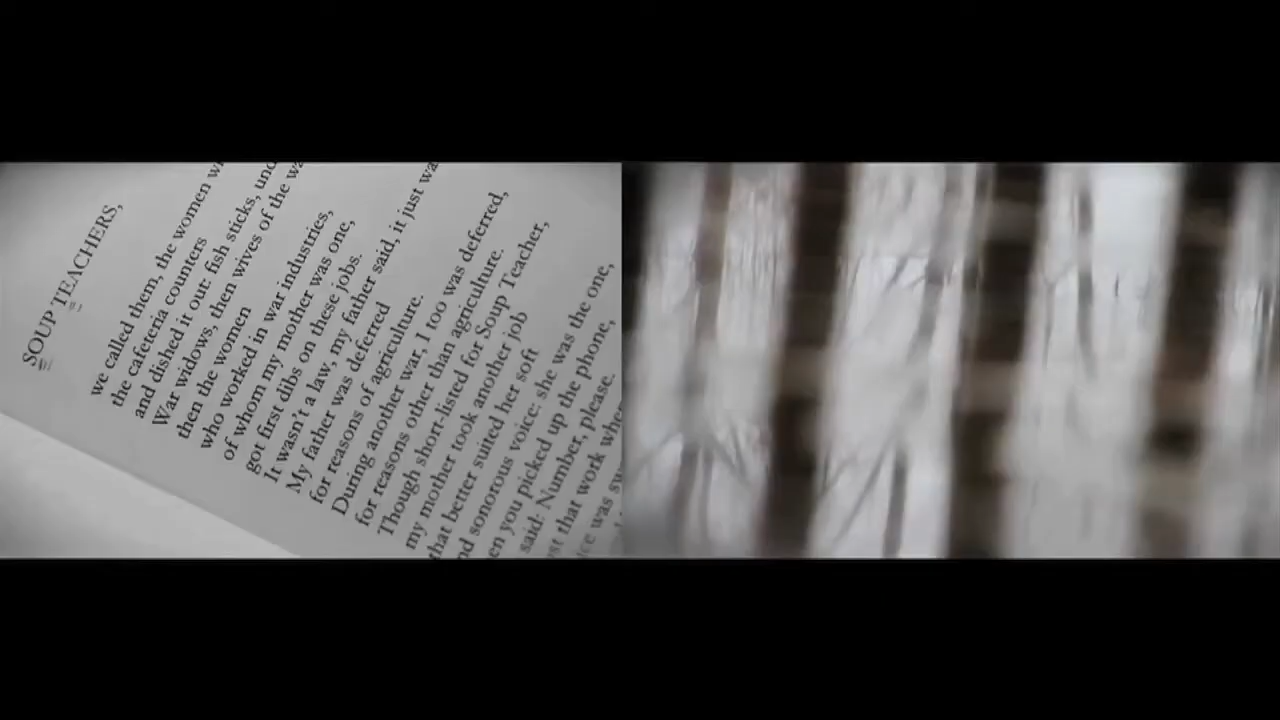 SOUP TEACHERS,
we called them, the women
the cafeteria counters
and dished it out: fish sticks,
War widows, then wives of the
then the women
who worked in war industries,
of whom my mother was one,
got first dibs on these jobs.
It wasn't a law, my father said, it just
My father was deferred
for reasons of agriculture.
During another war, I too was deferred,
for reasons other than agriculture.
Though short-listed for Soup Teacher,
my mother took another job
that better suited her soft
sonorous voice: she was the one,
you picked up the phone,
said: Number, please.
that work
was